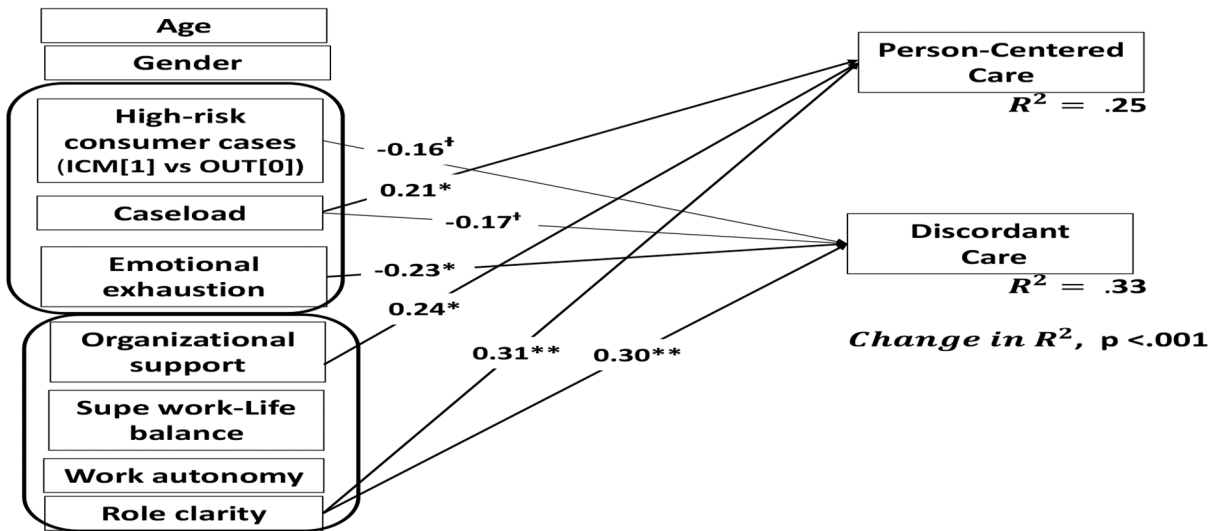 Age
Gender
High-risk
consumer cases
(ICM[1] vs OUT[0])
Caseload
Emotional
exhaustion
Organizational
support
Supe work-Life
balance
Work autonomy
Role clarity
-0.16†
0.21*
-0.17†
-0.23*
0.24*
0.31**
0.30**
Person-Centered
Care
R² = .25
Discordant
Care
R² = .33
Change in R², p <.001